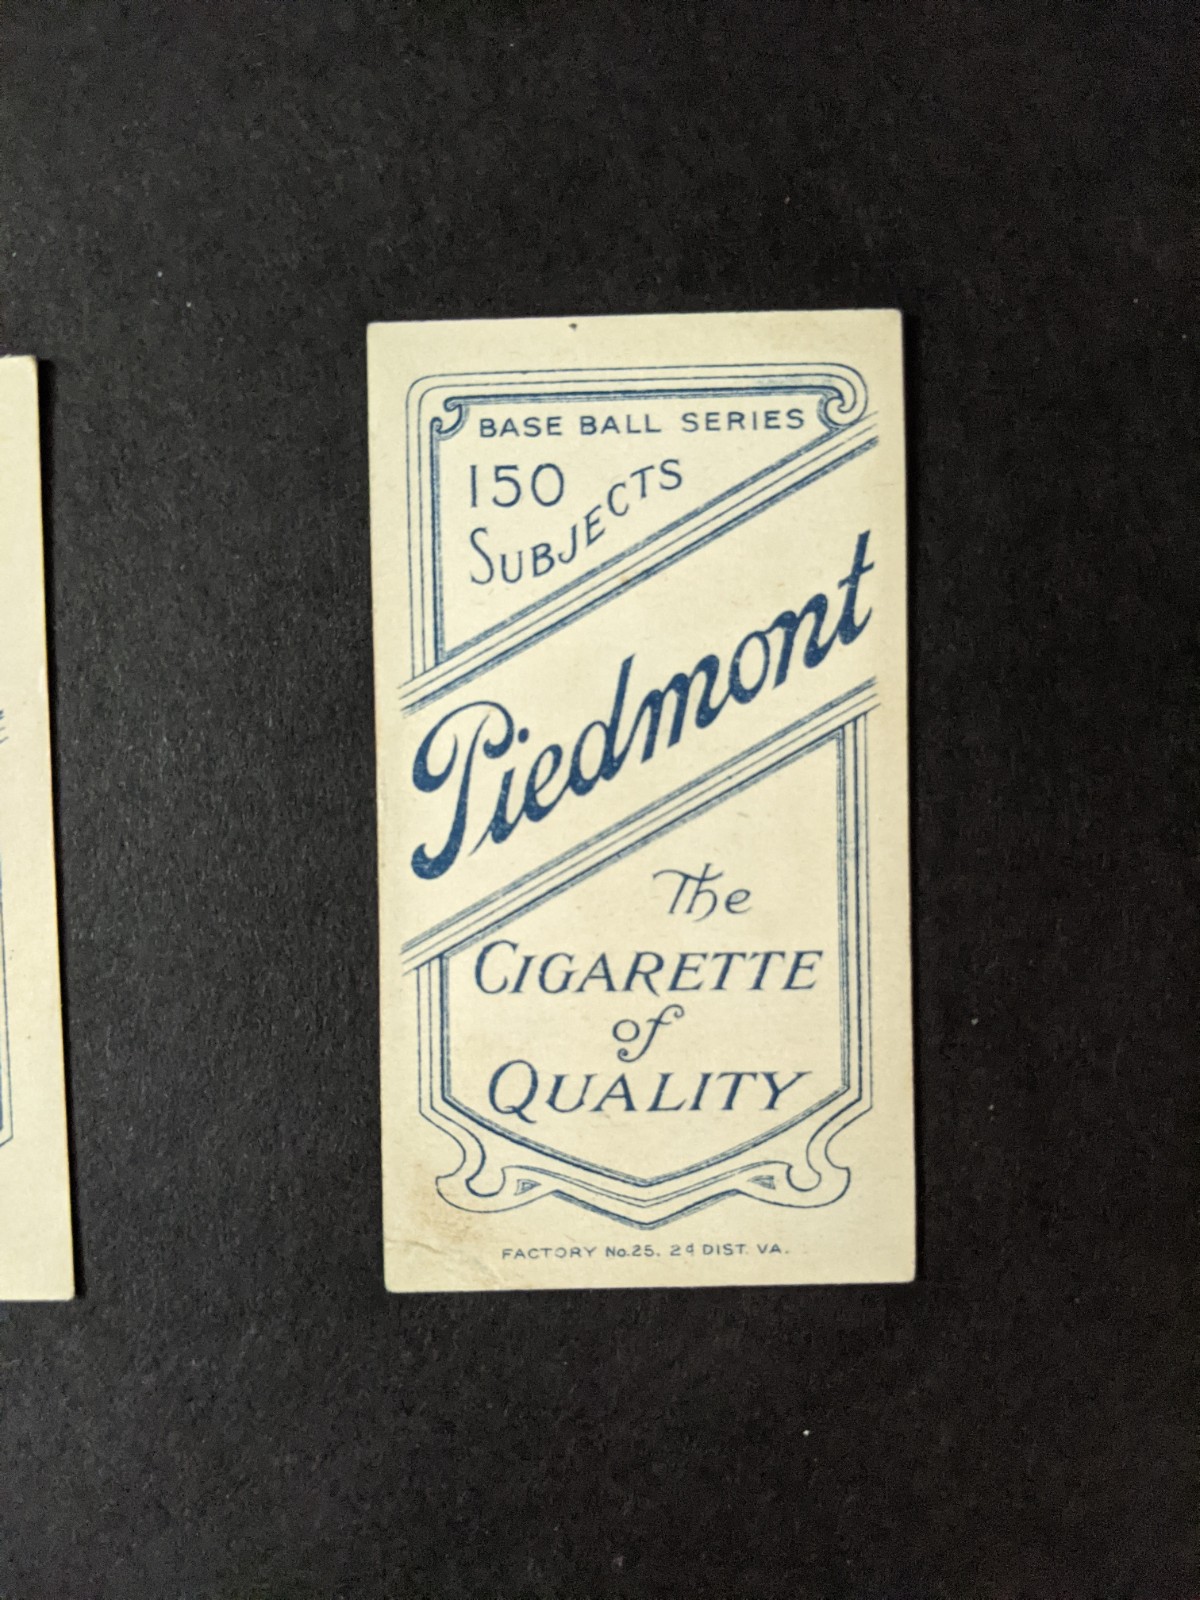 BASE BALL SERIES
150
SUBJECTS
Piedmont
The
CIGARETTE
of
QUALITY
FACTORY No.25. 2d DIST. VA.